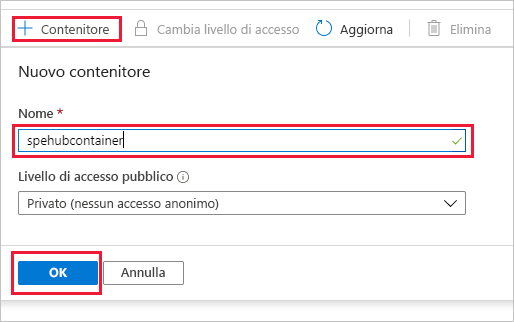 Contenitore Cambia livello di accesso Aggiorna Elimina
Nuovo contenitore
Nome *
spehubcontainer
Livello di accesso pubblico
Privato (nessun accesso anonimo)
OK Annulla